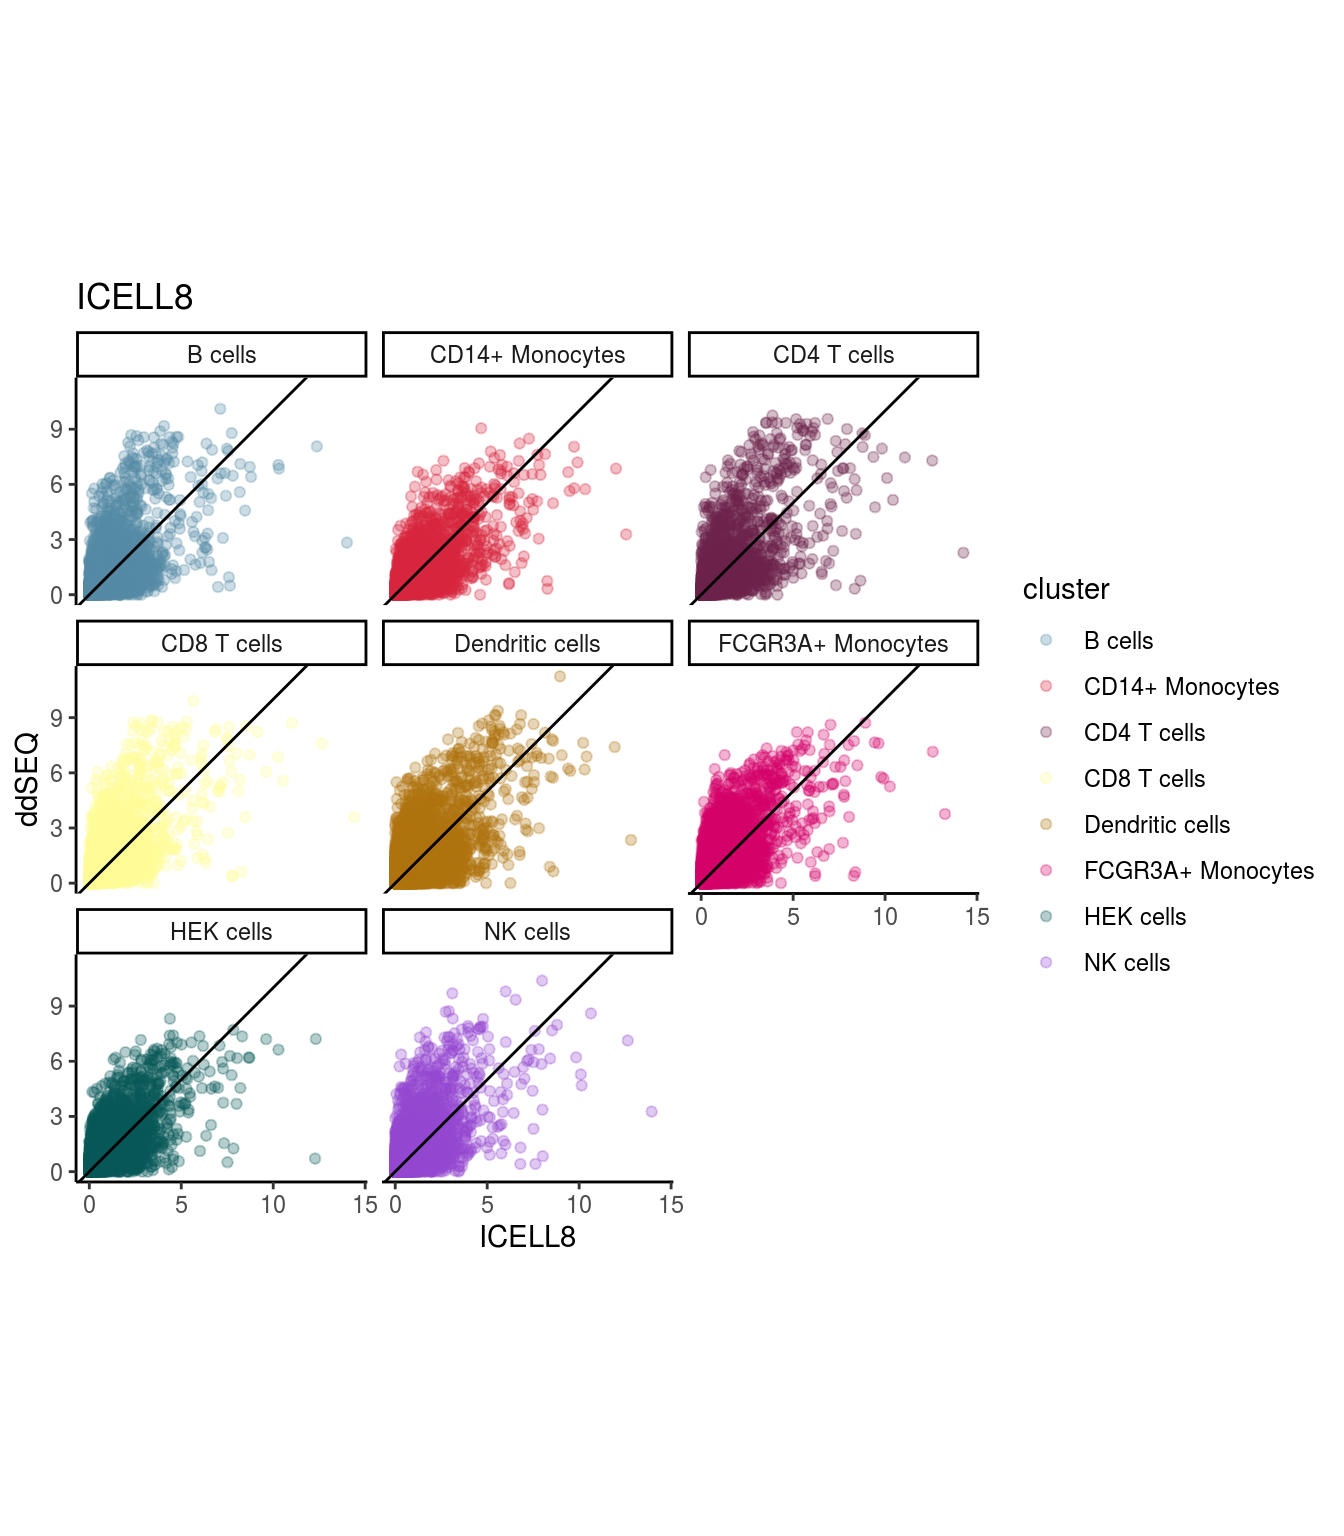 ICELL8
B cells
CD14+ Monocytes
CD4 T cells
9
6
3
0
CD8 T cells
Dendritic cells
FCGR3A+ Monocytes
9
6
3
0
0
5
10
15
HEK cells
NK cells
9
6
3
0
0
5
10
15
0
5
10
15
ICELL8
ddSEQ
cluster
B cells
CD14+ Monocytes
CD4 T cells
CD8 T cells
Dendritic cells
FCGR3A+ Monocytes
HEK cells
NK cells